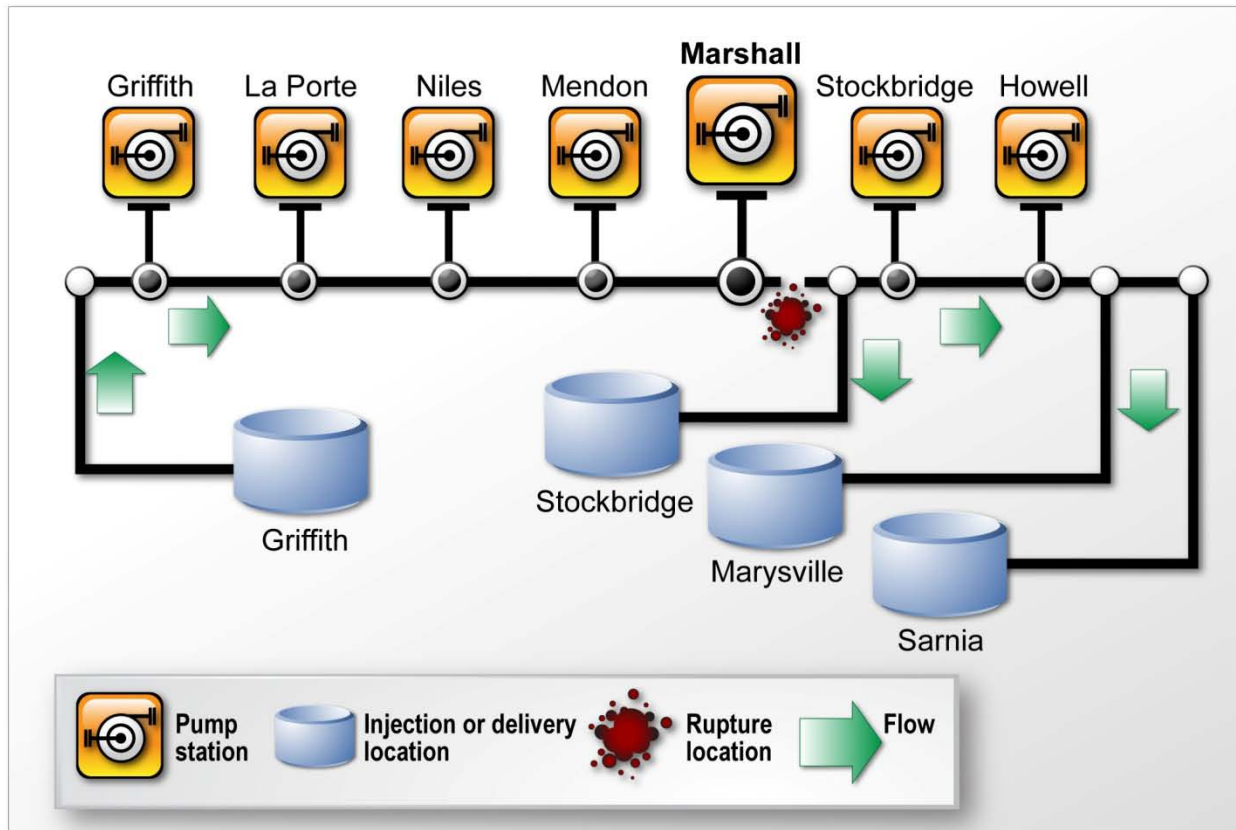 Marshall
Griffith
La Porte
Niles
Mendon
Stockbridge
Howell
Stockbridge
Griffith
Marysville
Sarnia
Pump
station
Injection or delivery
location
Rupture
location
Flow